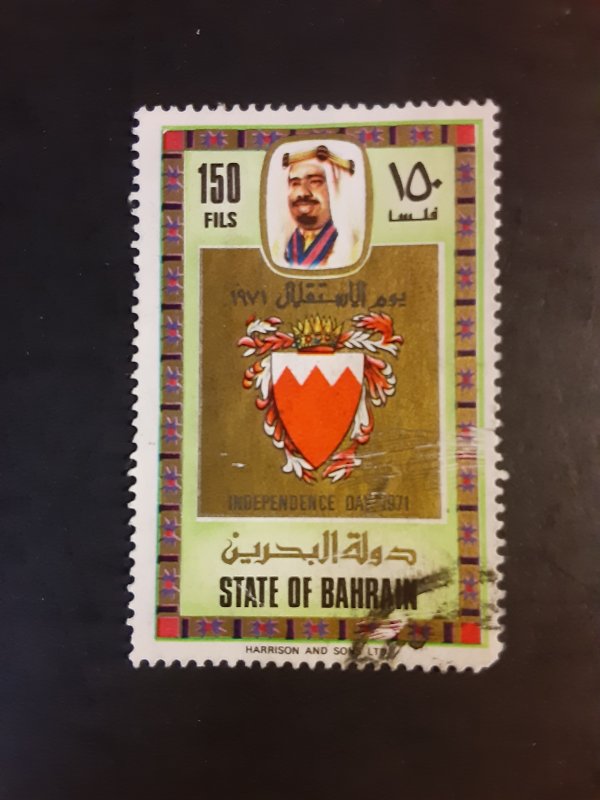 150
FILS
١٥٠
فلسا
يوم الاستقلال ١٩٧١
INDEPENDENCE DAY 1971
دولة البحرين
STATE OF BAHRAIN
HARRISON AND SONS LTD